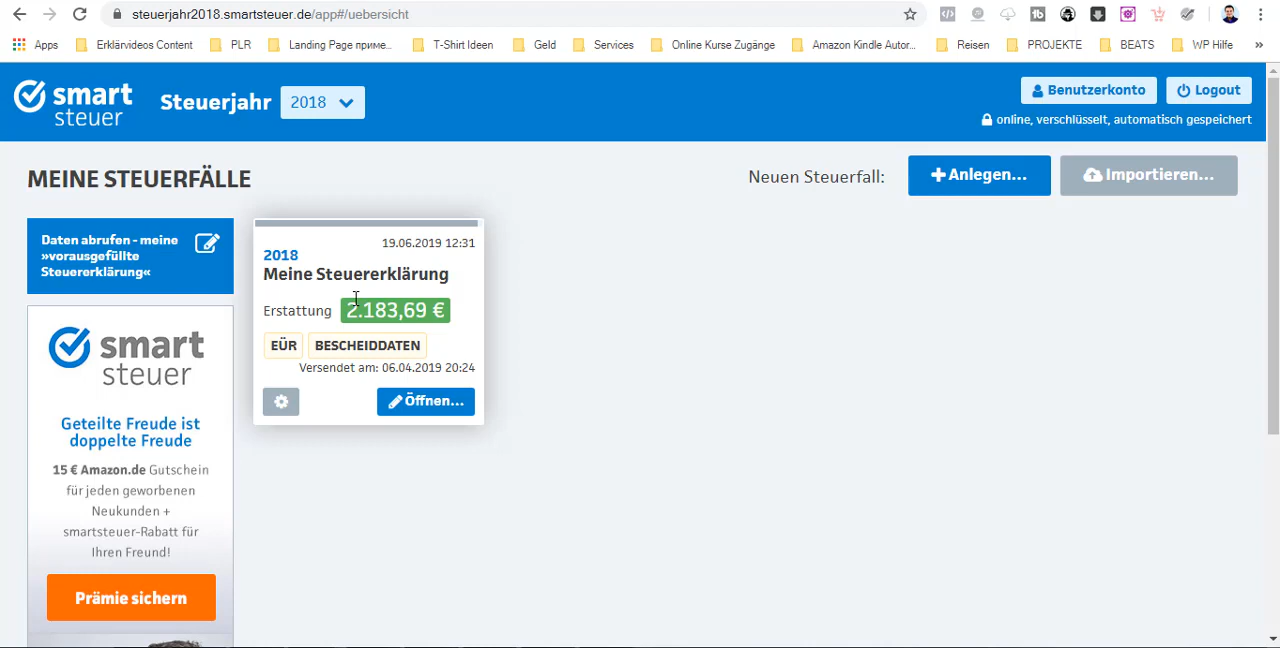 steuerjahr2018.smartsteuer.de/app#/uebersicht
Apps Erklärvideos Content PLR Landing Page приме... T-Shirt Ideen Geld Services Online Kurse Zugänge Amazon Kindle Autor... Reisen PROJEKTE BEATS WP Hilfe »
smart
steuer
Steuerjahr 2018
Benutzerkonto Logout
online, verschlüsselt, automatisch gespeichert
MEINE STEUERFÄLLE
Neuen Steuerfall: Anlegen... Importieren...
Daten abrufen - meine
»vorausgefüllte
Steuererklärung«
smart
steuer
Geteilte Freude ist
doppelte Freude
15 € Amazon.de Gutschein
für jeden geworbenen
Neukunden +
smartsteuer-Rabatt für
Ihren Freund!
Prämie sichern
19.06.2019 12:31
2018
Meine Steuererklärung
Erstattung 2.183,69 €
EÜR BESCHEIDDATEN
Versendet am: 06.04.2019 20:24
Öffnen...